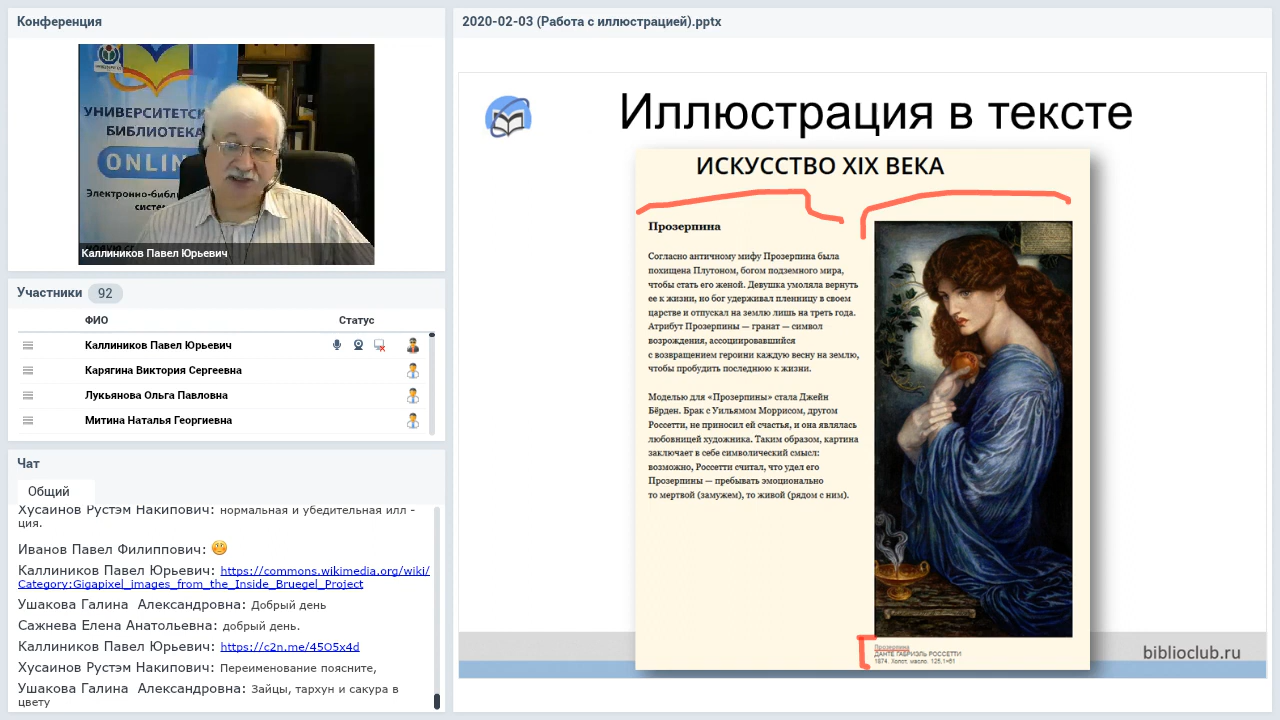 Конференция
УНИВЕРСИТЕТСК
БИБЛИОТЕКА
ONLIN
Электронно-библи
систем
Каллиников Павел Юрьевич
Участники 92
ФИО Статус
Каллиников Павел Юрьевич
Карягина Виктория Сергеевна
Лукьянова Ольга Павловна
Митина Наталья Георгиевна
Чат
Общий
Хусаинов Рустэм Накипович: нормальная и убедительная илл -
ция.
Иванов Павел Филиппович:
Каллиников Павел Юрьевич: https://commons.wikimedia.org/wiki/
Category:Gigapixel_images_from_the_Inside_Bruegel_Project
Ушакова Галина Александровна: Добрый день
Сажнева Елена Анатольевна: добрый день.
Каллиников Павел Юрьевич: https://c2n.me/45O5x4d
Хусаинов Рустэм Накипович: Переименование поясните,
Ушакова Галина Александровна: Зайцы, тархун и сакура в
цвету
2020-02-03 (Работа с иллюстрацией).pptx
Иллюстрация в тексте
ИСКУССТВО XIX ВЕКА
Прозерпина
Согласно античному мифу Прозерпина была
похищена Плутоном, богом подземного мира,
чтобы стать его женой. Девушка умоляла вернуть
ее к жизни, но бог удерживал пленницу в своем
царстве и отпускал на землю лишь на треть года.
Атрибут Прозерпины — гранат — символ
возрождения, ассоциировавшийся
с возвращением героини каждую весну на землю,
чтобы пробудить последнюю к жизни.
Моделью для «Прозерпины» стала Джейн
Бёрден. Брак с Уильямом Моррисом, другом
Россетти, не приносил ей счастья, и она являлась
любовницей художника. Таким образом, картина
заключает в себе символический смысл:
возможно, Россетти считал, что удел его
Прозерпины — пребывать эмоционально
то мертвой (замужем), то живой (рядом с ним).
Прозерпина
ДАНТЕ ГАБРИЭЛЬ РОССЕТТИ
1874. Холст, масло. 125,1×61
biblioclub.ru